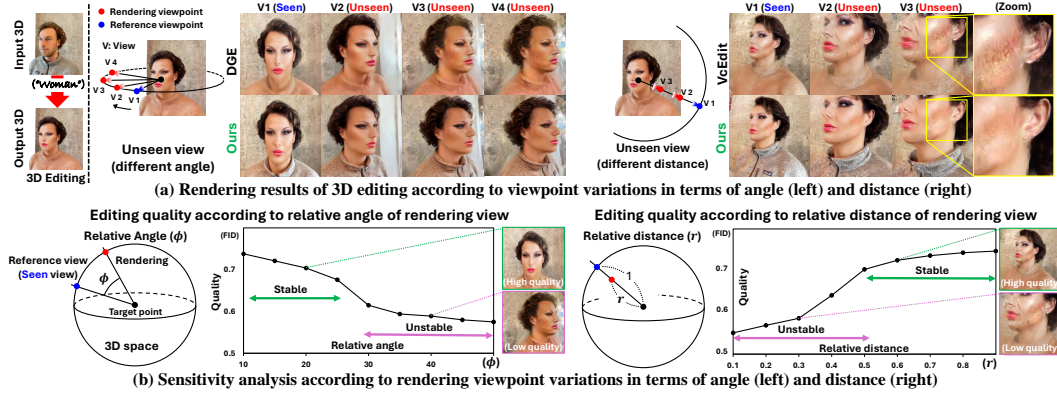 Input 3D
("Woman")
Output 3D
3D Editing
Rendering viewpoint
Reference viewpoint
V: View
V 4
V 3
V 2
V 1
Unseen view
(different angle)
V1 (Seen) V2 (Unseen) V3 (Unseen) V4 (Unseen)
DGE
Ours
V 3
V 2
V 1
Unseen view
(different distance)
V1 (Seen) V2 (Unseen) V3 (Unseen) (Zoom)
VcEdit
Ours
(a) Rendering results of 3D editing according to viewpoint variations in terms of angle (left) and distance (right)
Editing quality according to relative angle of rendering view
Relative Angle (ϕ)
Reference view
(Seen view)
Rendering
ϕ
Target point
3D space
(FID)
Quality
0.7
0.6
0.5
Stable
Unstable
Relative angle
10 20 30 40 (ϕ)
(High quality)
(Low quality)
Editing quality according to relative distance of rendering view
Relative distance (r)
1
r
(FID)
Quality
0.7
0.6
0.5
Stable
Unstable
Relative distance
0.1 0.2 0.3 0.4 0.5 0.6 0.7 0.8 (r)
(High quality)
(Low quality)
(b) Sensitivity analysis according to rendering viewpoint variations in terms of angle (left) and distance (right)